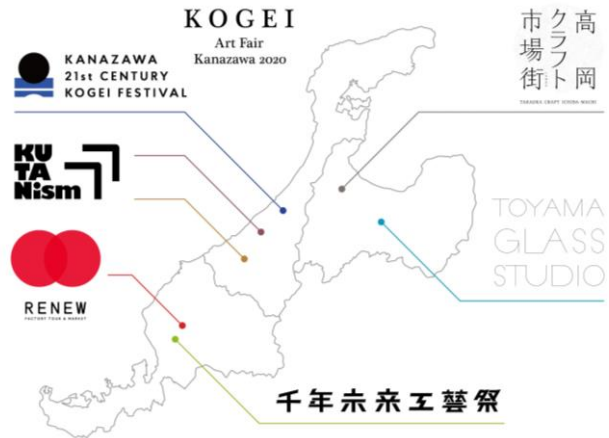 KOGEI
Art Fair
Kanazawa 2020
KANAZAWA
21st CENTURY
KOGEI FESTIVAL
高岡
クラフト
市場街
TAKAOKA CRAFT ICHIBA-MACHI
KU
TA
Nism
TOYAMA
GLASS
STUDIO
RENEW
FACTORY TOUR & MARKET
千年未来工藝祭